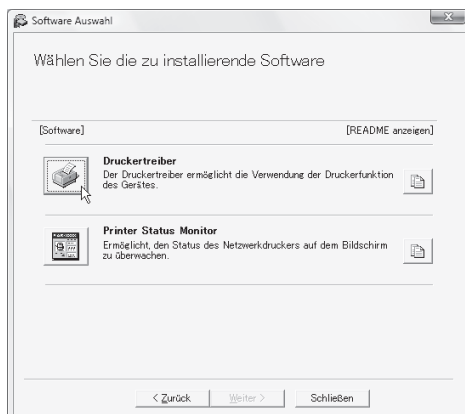 Software Auswahl
Wählen Sie die zu installierende Software
[Software] [README anzeigen]
Druckertreiber
Der Druckertreiber ermöglicht die Verwendung der Druckerfunktion
des Gerätes.
Printer Status Monitor
Ermöglicht, den Status des Netzwerkdruckers auf dem Bildschirm
zu überwachen.
< Zurück Weiter > Schließen